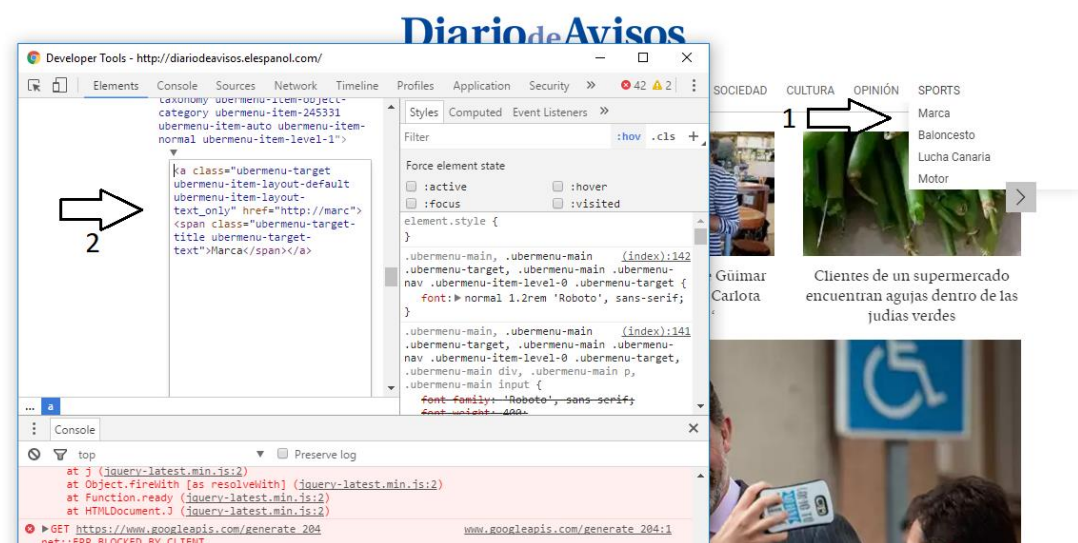 Diario de Avisos
Developer Tools - http://diariodeavisos.elespanol.com/
Elements Console Sources Network Timeline Profiles Application Security » 42 2
SOCIEDAD CULTURA OPINIÓN SPORTS
Marca
Baloncesto
Lucha Canaria
Motor
1
taxonomy ubermenu-item-object-
category ubermenu-item-245331
ubermenu-item-auto ubermenu-item-
normal ubermenu-item-level-1">
<a class="ubermenu-target
ubermenu-item-layout-default
ubermenu-item-layout-
text_only" href="http://marc">
<span class="ubermenu-target-
title ubermenu-target-
text">Marca</span></a>
2
... a
Styles Computed Event Listeners »
Filter :hov .cls +
Force element state
:active :hover
:focus :visited
element.style {
}
.ubermenu-main, .ubermenu-main (index):142
.ubermenu-target, .ubermenu-main .ubermenu-
nav .ubermenu-item-level-0 .ubermenu-target {
font: normal 1.2rem 'Roboto', sans-serif;
}
.ubermenu-main, .ubermenu-main (index):141
.ubermenu-target, .ubermenu-main .ubermenu-
nav .ubermenu-item-level-0 .ubermenu-target,
.ubermenu-main div, .ubermenu-main p,
.ubermenu-main input {
font-family: 'Roboto', sans-serif;
font-weight: 400;
Güimar
Carlota
Clientes de un supermercado
encuentran agujas dentro de las
judías verdes
Console
top Preserve log
at j (jquery-latest.min.js:2)
at Object.fireWith [as resolveWith] (jquery-latest.min.js:2)
at Function.ready (jquery-latest.min.js:2)
at HTMLDocument.J (jquery-latest.min.js:2)
GET https://www.googleapis.com/generate_204 www.googleapis.com/generate_204:1
net::ERR_BLOCKED_BY_CLIENT